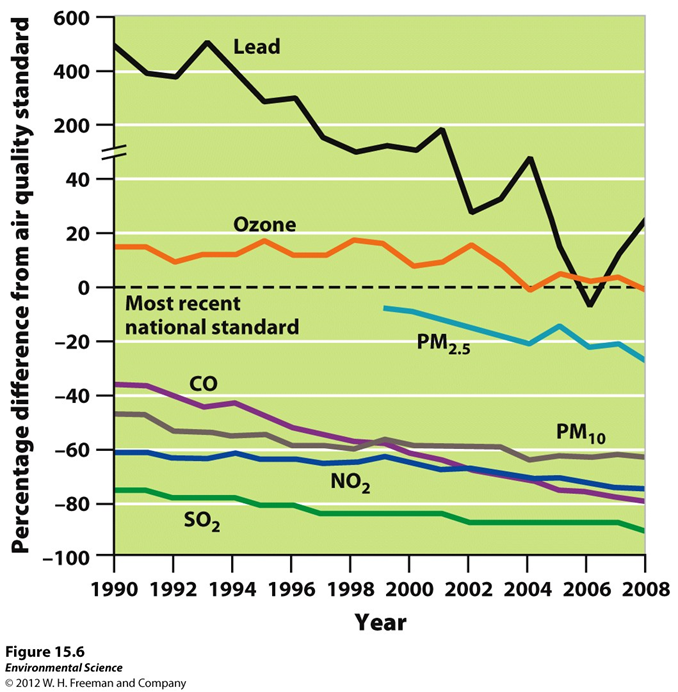 Percentage difference from air quality standard
600
400
200
40
20
0
–20
–40
–60
–80
–100
Lead
Ozone
Most recent
national standard
PM2.5
CO
PM10
NO2
SO2
1990 1992 1994 1996 1998 2000 2002 2004 2006 2008
Year
Figure 15.6
Environmental Science
© 2012 W. H. Freeman and Company